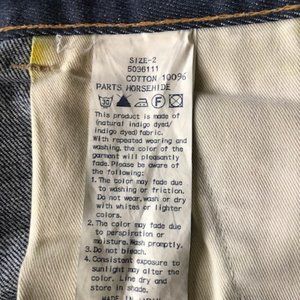 SIZE-2
5036111
COTTON 100%
PARTS HORSEHIDE
This product is made of
(natural indigo dyed/
indigo dyed) fabric.
With repeated wearing and
washing, the color of the
garment will pleasantly
fade. Please be aware of
the following:
1. The color may fade due
to washing or friction.
Do not wear, wash or dry
with whites or lighter
colors.
2. The color may fade due
to perspiration or
moisture. Wash promptly.
3. Do not bleach.
4. Consistent exposure to
sunlight may alter the
color. Line dry and
store in shade.
MADE IN JAPAN